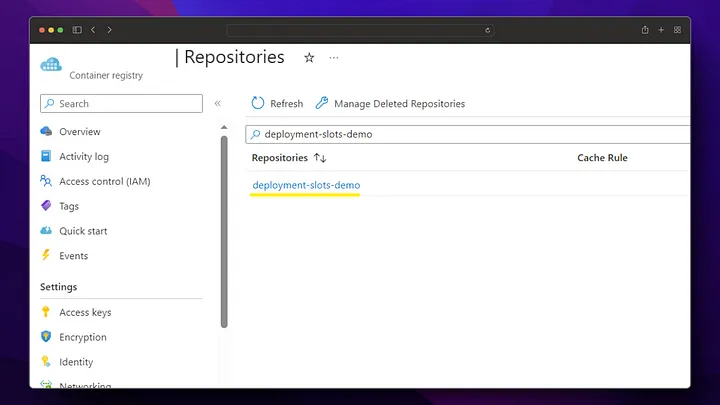 | Repositories
Container registry
Search
Overview
Activity log
Access control (IAM)
Tags
Quick start
Events
Settings
Access keys
Encryption
Identity
Networking
Refresh
Manage Deleted Repositories
deployment-slots-demo
Repositories
Cache Rule
deployment-slots-demo